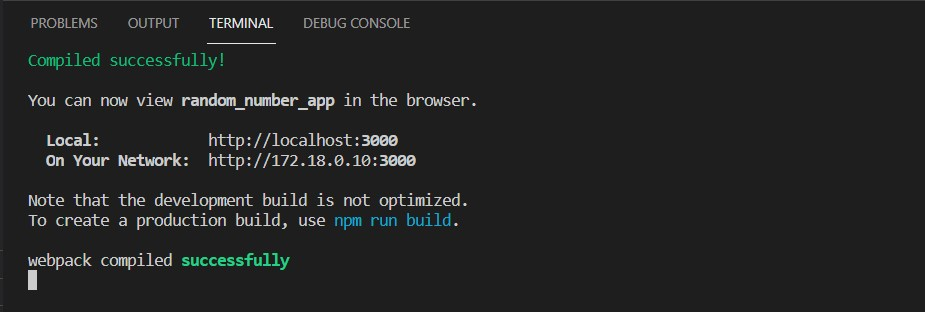 PROBLEMS OUTPUT TERMINAL DEBUG CONSOLE
Compiled successfully!
You can now view random_number_app in the browser.
Local: http://localhost:3000
On Your Network: http://172.18.0.10:3000
Note that the development build is not optimized.
To create a production build, use npm run build.
webpack compiled successfully